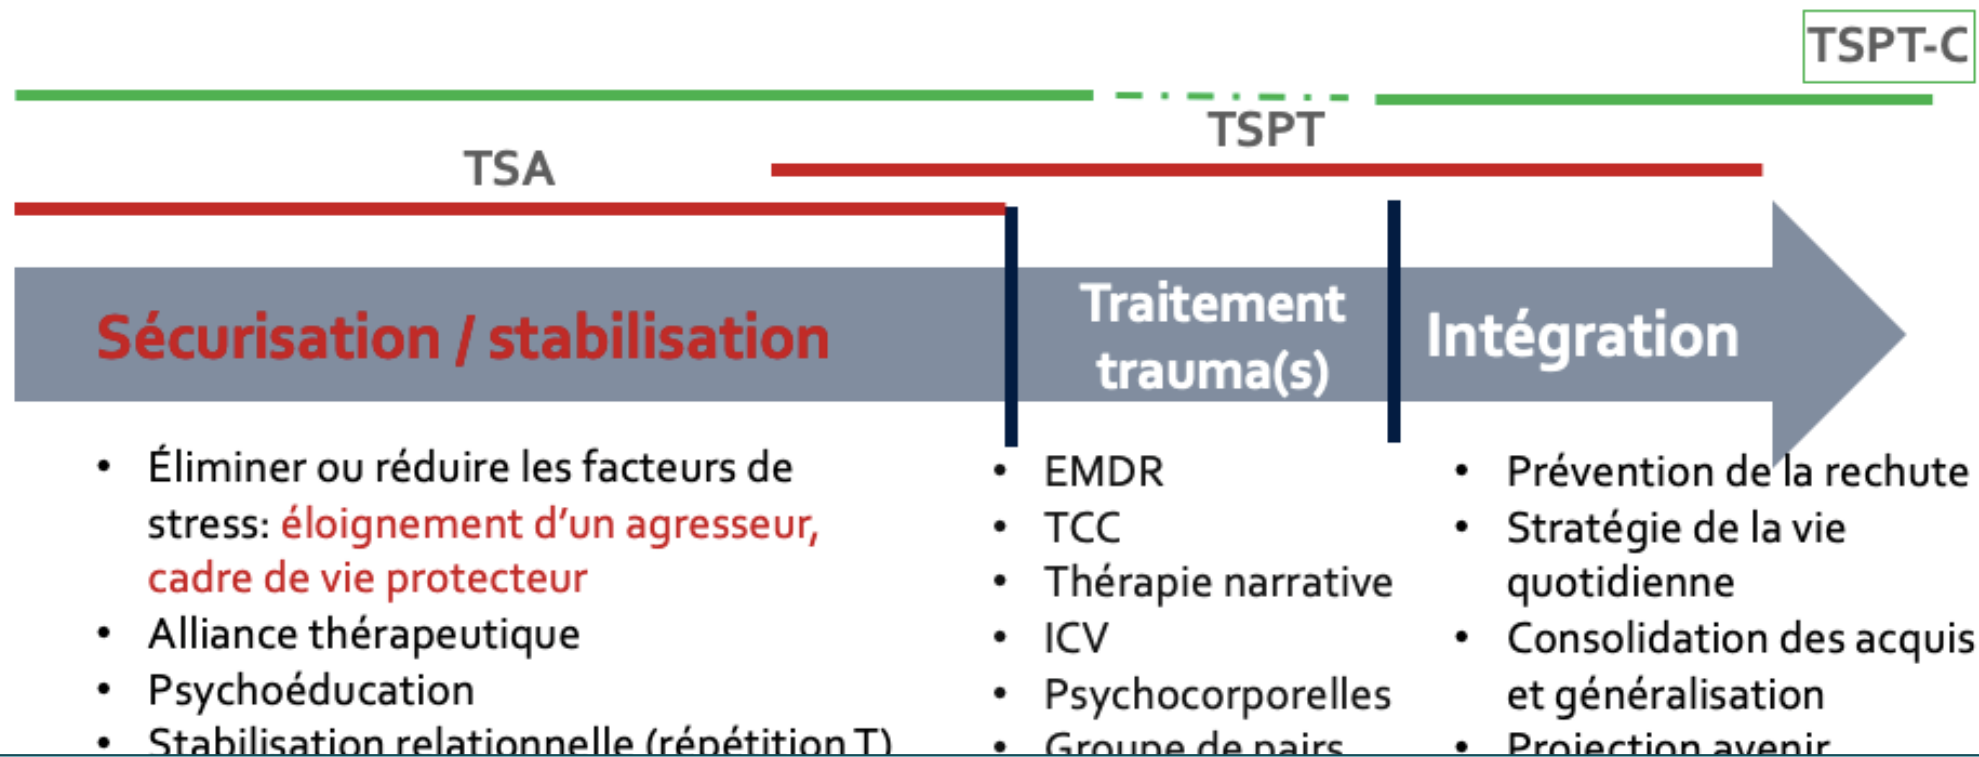 TSPT-C
TSPT
TSA
Sécurisation / stabilisation
Traitement
trauma(s)
Intégration
• Éliminer ou réduire les facteurs de
stress: éloignement d’un agresseur,
cadre de vie protecteur
• Alliance thérapeutique
• Psychoéducation
• Stabilisation relationnelle (répétition T)
• EMDR
• TCC
• Thérapie narrative
• ICV
• Psychocorporelles
• Groupe de pairs
• Prévention de la rechute
• Stratégie de la vie
quotidienne
• Consolidation des acquis
et généralisation
• Projection avenir